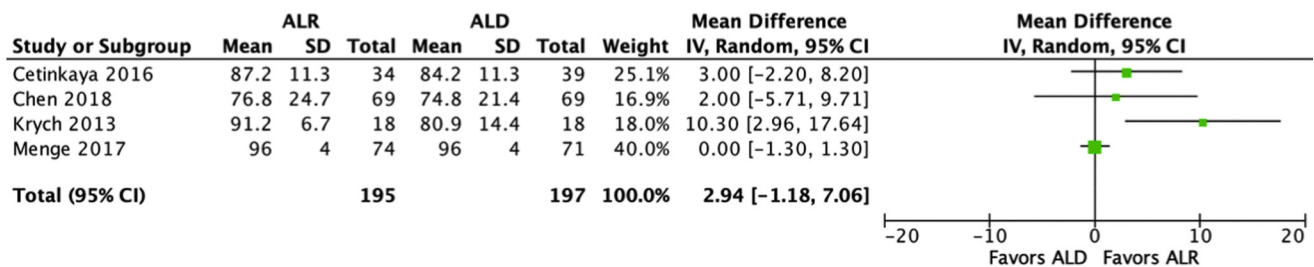 ALR ALD Mean Difference Mean Difference
Study or Subgroup Mean SD Total Mean SD Total Weight IV, Random, 95% CI IV, Random, 95% CI
Cetinkaya 2016 87.2 11.3 34 84.2 11.3 39 25.1% 3.00 [-2.20, 8.20]
Chen 2018 76.8 24.7 69 74.8 21.4 69 16.9% 2.00 [-5.71, 9.71]
Krych 2013 91.2 6.7 18 80.9 14.4 18 18.0% 10.30 [2.96, 17.64]
Menge 2017 96 4 74 96 4 71 40.0% 0.00 [-1.30, 1.30]
Total (95% CI) 195 197 100.0% 2.94 [-1.18, 7.06]
-20 -10 0 10 20
Favors ALD Favors ALR